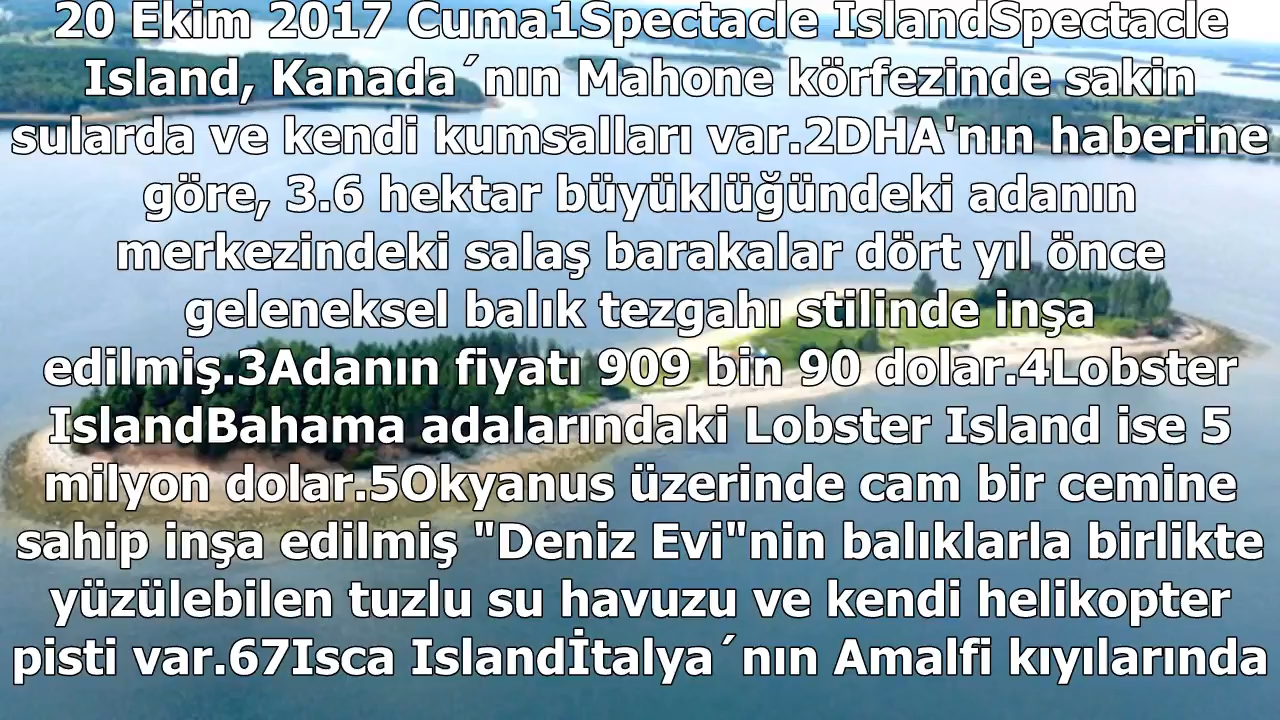 20 Ekim 2017 Cuma1Spectacle IslandSpectacle
Island, Kanada´nın Mahone körfezinde sakin
sularda ve kendi kumsalları var.2DHA'nın haberine
göre, 3.6 hektar büyüklüğündeki adanın
merkezindeki salaş barakalar dört yıl önce
geleneksel balık tezgahı stilinde inşa
edilmiş.3Adanın fiyatı 909 bin 90 dolar.4Lobster
IslandBahama adalarındaki Lobster Island ise 5
milyon dolar.5Okyanus üzerinde cam bir cemine
sahip inşa edilmiş "Deniz Evi"nin balıklarla birlikte
yüzülebilen tuzlu su havuzu ve kendi helikopter
pisti var.67Isca Islandİtalya´nın Amalfi kıyılarında